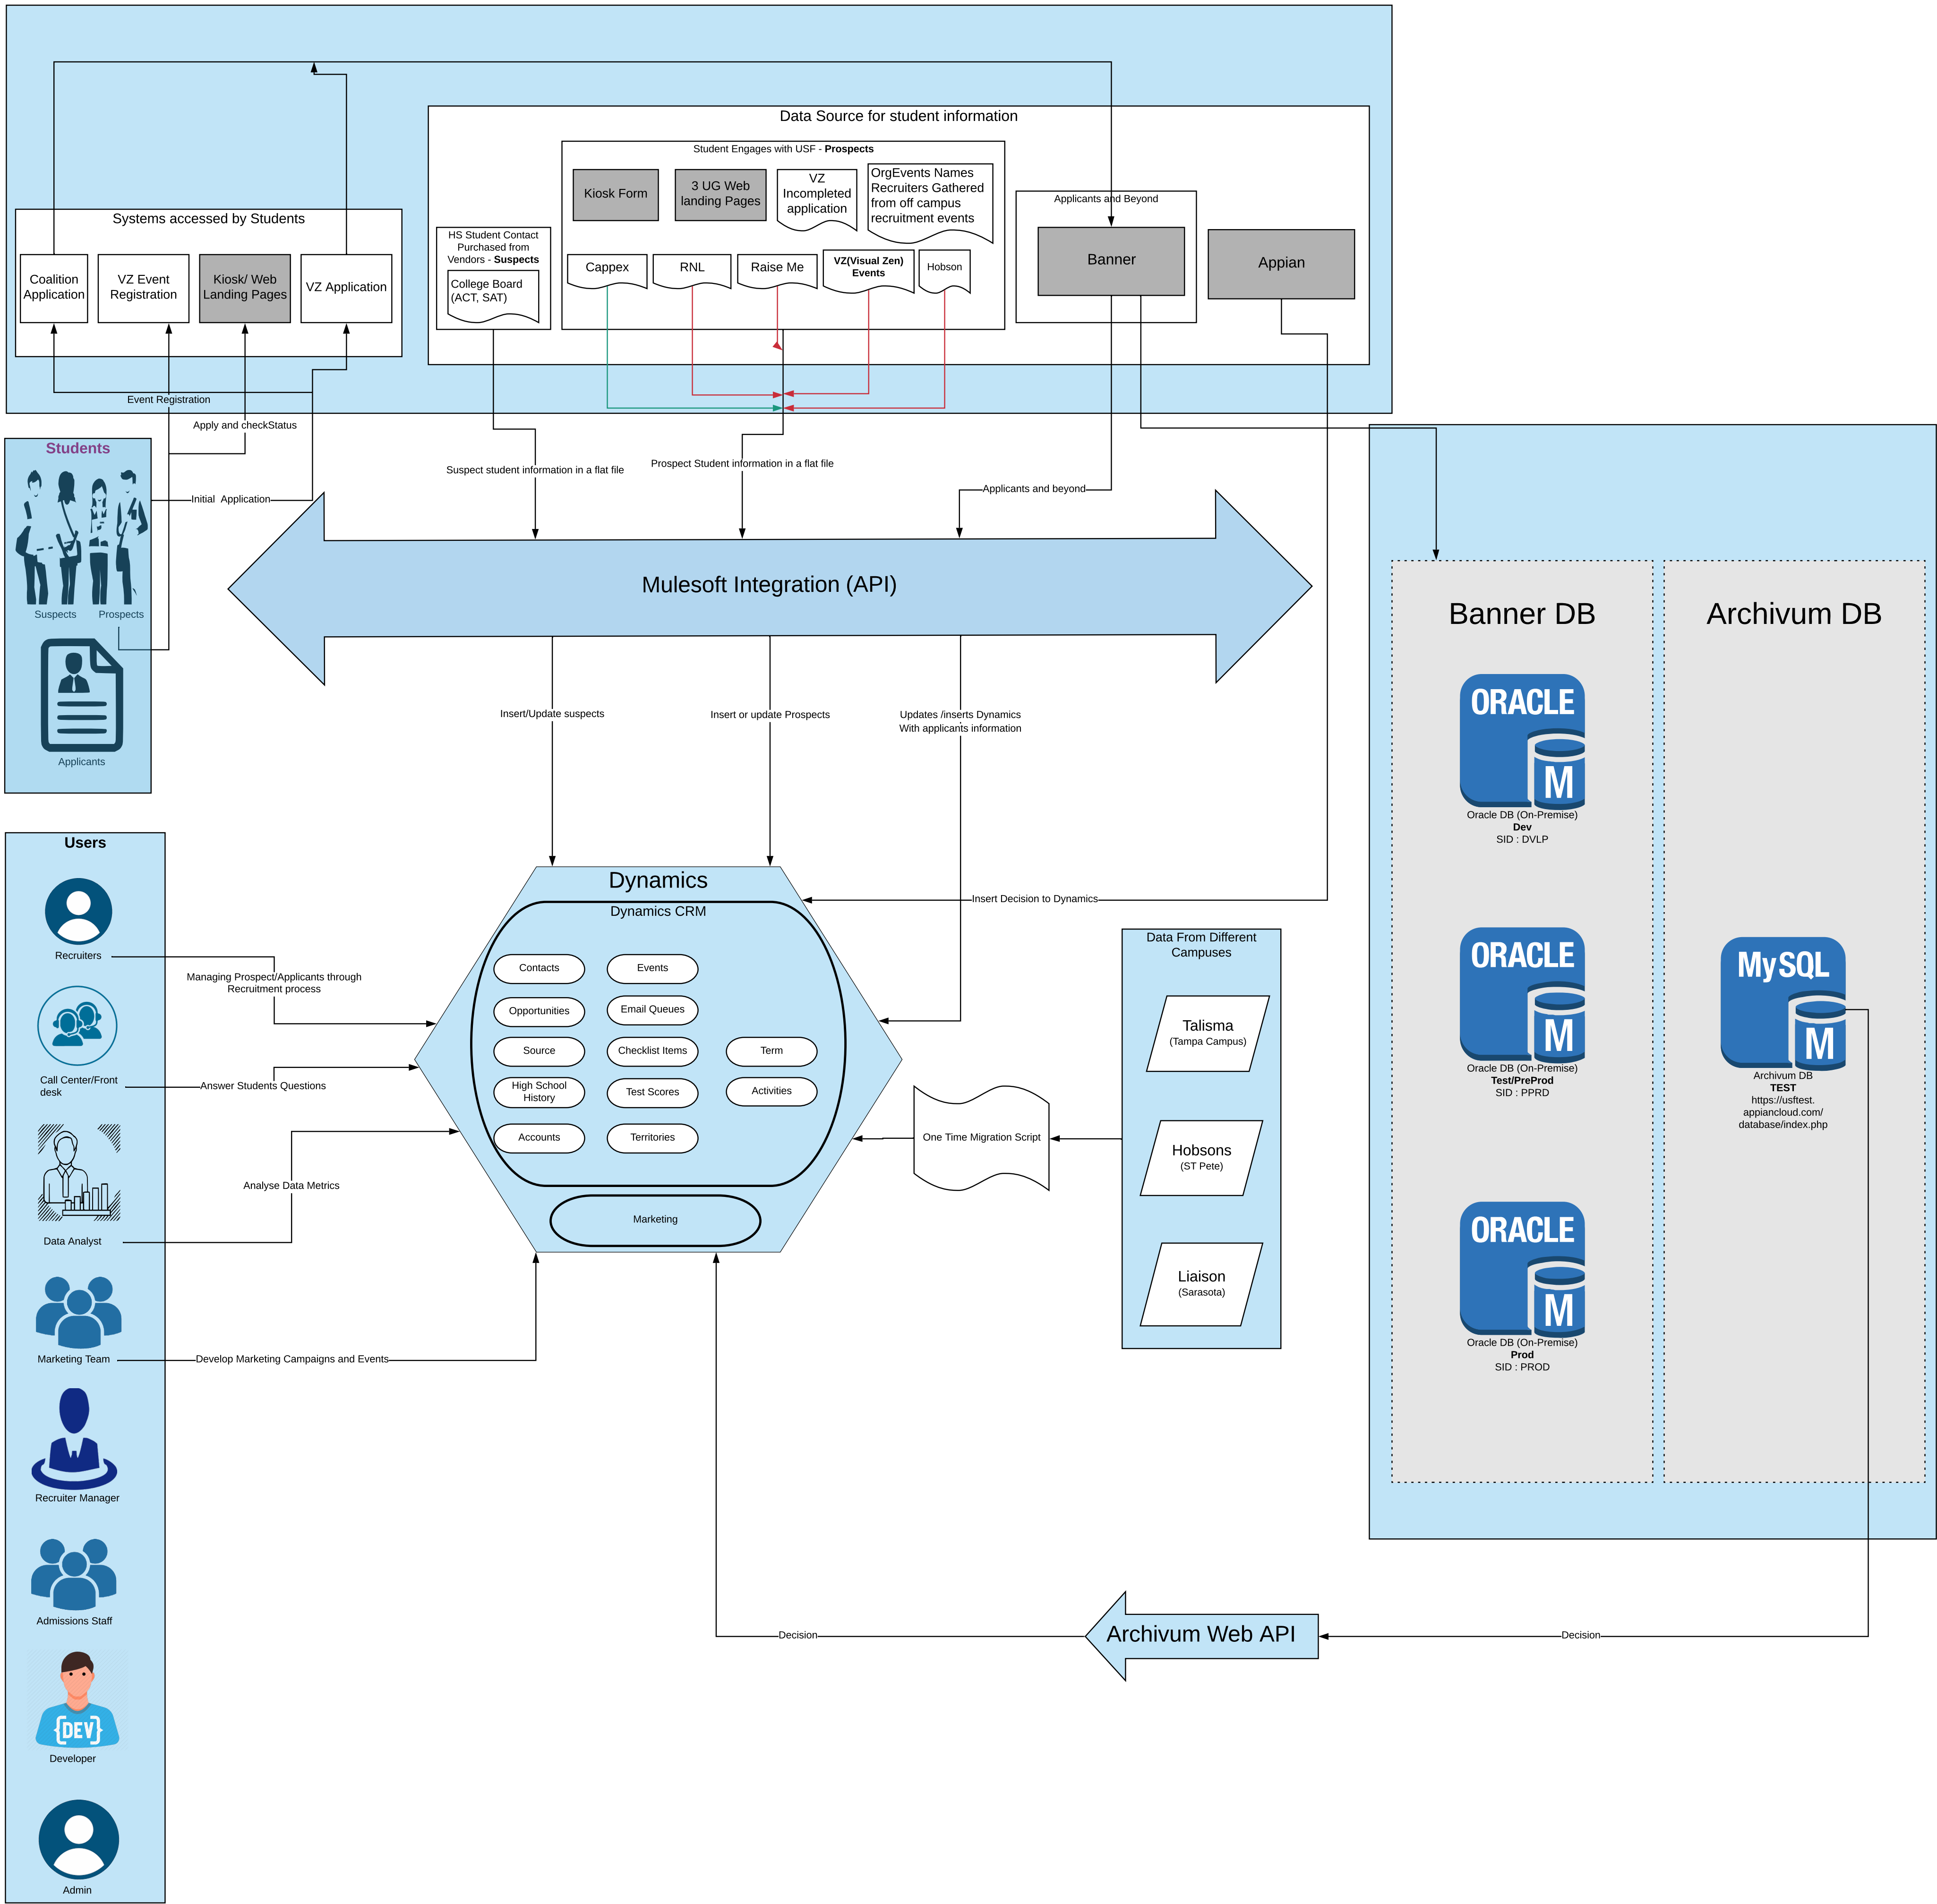 Data Source for student information
Student Engages with USF - Prospects
Kiosk Form
3 UG Web
landing Pages
VZ
Incompleted
application
OrgEvents Names
Recruiters Gathered
from off campus
recruitment events
Applicants and Beyond
Systems accessed by Students
HS Student Contact
Purchased from
Vendors - Suspects
College Board
(ACT, SAT)
Cappex
RNL
Raise Me
VZ(Visual Zen)
Events
Hobson
Banner
Appian
Coalition
Application
VZ Event
Registration
Kiosk/ Web
Landing Pages
VZ Application
Event Registration
Apply and checkStatus
Students
Suspect student information in a flat file
Prospect Student information in a flat file
Applicants and beyond
Initial Application
Suspects
Prospects
Applicants
Mulesoft Integration (API)
Insert/Update suspects
Insert or update Prospects
Updates /inserts Dynamics
With applicants information
Banner DB
Archivum DB
ORACLE
M
Oracle DB (On-Premise)
Dev
SID : DVLP
ORACLE
M
Oracle DB (On-Premise)
Test/PreProd
SID : PPRD
ORACLE
M
Oracle DB (On-Premise)
Prod
SID : PROD
MySQL
M
Archivum DB
TEST
https://usftest.
appiancloud.com/
database/index.php
Users
Recruiters
Managing Prospect/Applicants through
Recruitment process
Call Center/Front
desk
Answer Students Questions
Analyse Data Metrics
Data Analyst
Marketing Team
Develop Marketing Campaigns and Events
Recruiter Manager
Admissions Staff
{DEV}
Developer
Admin
Dynamics
Dynamics CRM
Contacts
Events
Opportunities
Email Queues
Source
Checklist Items
Term
High School
History
Test Scores
Activities
Accounts
Territories
Marketing
Insert Decision to Dynamics
Data From Different
Campuses
Talisma
(Tampa Campus)
Hobsons
(ST Pete)
Liaison
(Sarasota)
One Time Migration Script
Decision
Archivum Web API
Decision